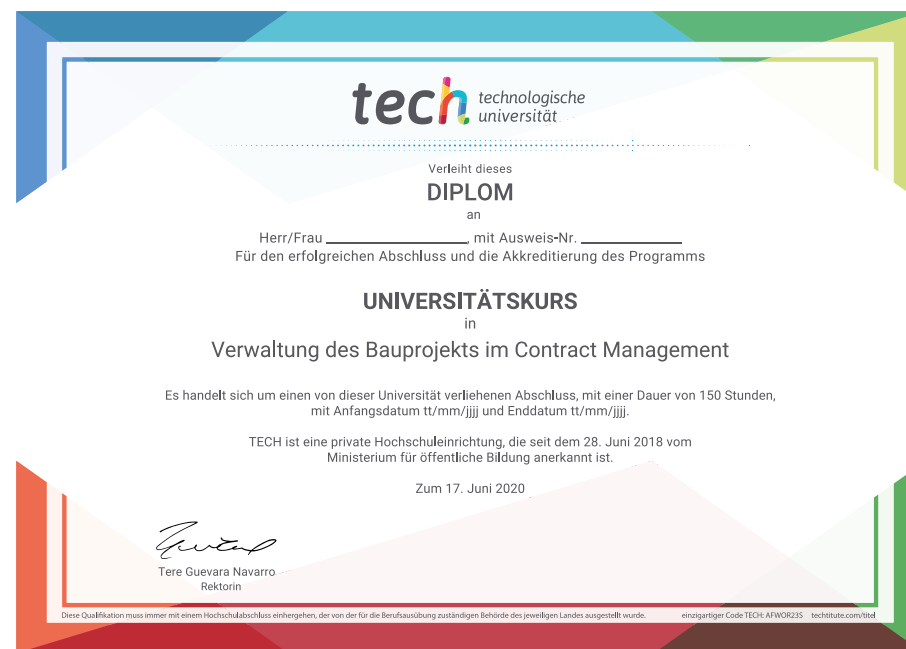 tech technologische
universität
Verleiht dieses
DIPLOM
an
Herr/Frau ____________, mit Ausweis-Nr. ____________
Für den erfolgreichen Abschluss und die Akkreditierung des Programms
UNIVERSITÄTSKURS
in
Verwaltung des Bauprojekts im Contract Management
Es handelt sich um einen von dieser Universität verliehenen Abschluss, mit einer Dauer von 150 Stunden,
mit Anfangsdatum tt/mm/jjjj und Enddatum tt/mm/jjjj.
TECH ist eine private Hochschuleinrichtung, die seit dem 28. Juni 2018 vom
Ministerium für öffentliche Bildung anerkannt ist.
Zum 17. Juni 2020
Tere Guevara Navarro
Rektorin
Diese Qualifikation muss immer mit einem Hochschulabschluss einhergehen, der von der für die Berufsausübung zuständigen Behörde des jeweiligen Landes ausgestellt wurde. einzigartiger Code TECH: AFWOR23S techtitute.com/titel